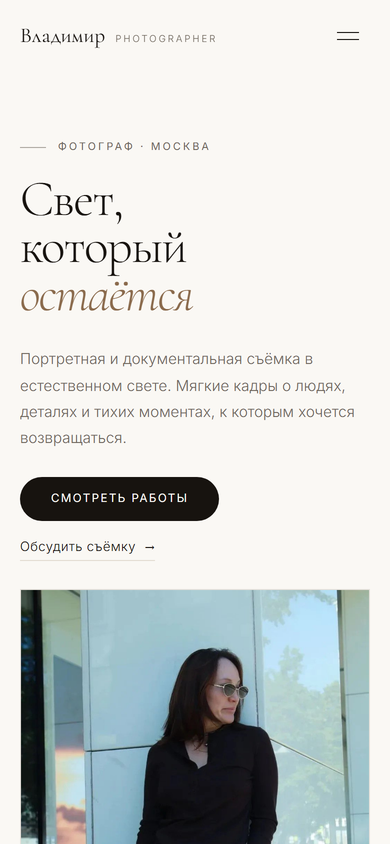 Владимир PHOTOGRAPHER
ФОТОГРАФ · МОСКВА
Свет,
который
остаётся
Портретная и документальная съёмка в
естественном свете. Мягкие кадры о людях,
деталях и тихих моментах, к которым хочется
возвращаться.
СМОТРЕТЬ РАБОТЫ
Обсудить съёмку →